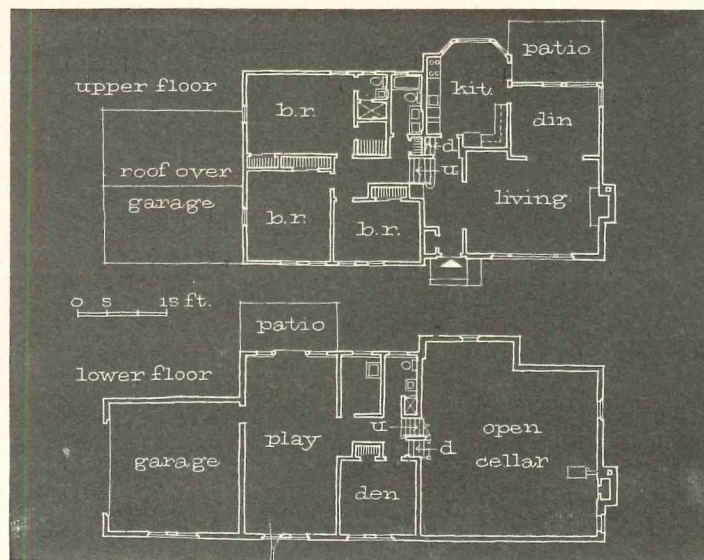 upper floor
patio
kit.
b.r.
din
d
u
roof over
garage
living
b.r.
b.r.
0 5 15 ft.
patio
lower floor
u
open
cellar
play
d
garage
den